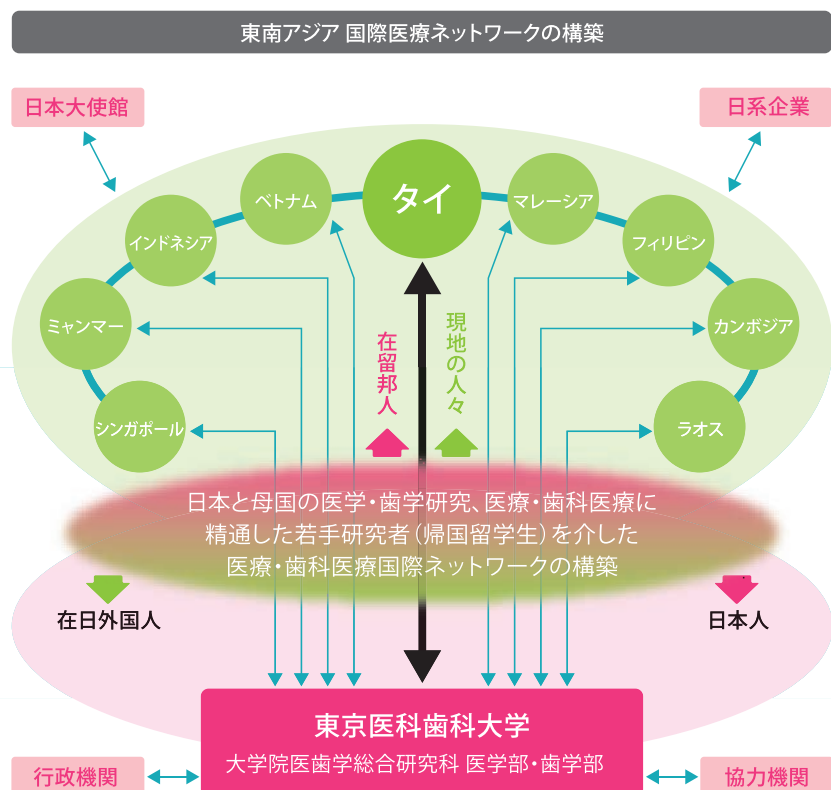 東南アジア 国際医療ネットワークの構築
日本大使館
日系企業
タイ
ベトナム
マレーシア
インドネシア
フィリピン
ミャンマー
カンボジア
シンガポール
ラオス
在留邦人
現地の人々
日本と母国の医学・歯学研究、医療・歯科医療に
精通した若手研究者（帰国留学生）を介した
医療・歯科医療国際ネットワークの構築
在日外国人
日本人
東京医科歯科大学
大学院医歯学総合研究科 医学部・歯学部
行政機関
協力機関